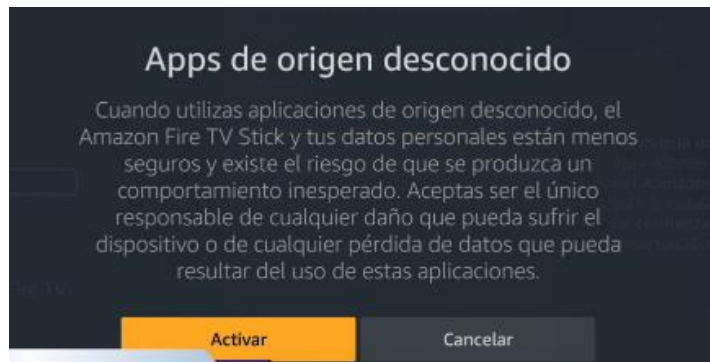 Apps de origen desconocido
Cuando utilizas aplicaciones de origen desconocido, el
Amazon Fire TV Stick y tus datos personales están menos
seguros y existe el riesgo de que se produzca un
comportamiento inesperado. Aceptas ser el único
responsable de cualquier daño que pueda sufrir el
dispositivo o de cualquier pérdida de datos que pueda
resultar del uso de estas aplicaciones.
Activar
Cancelar